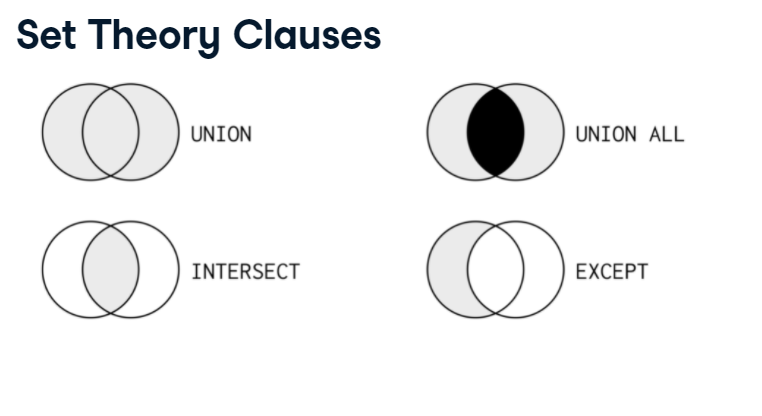 Set Theory Clauses
UNION
UNION ALL
INTERSECT
EXCEPT